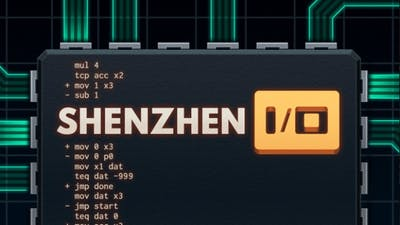 mul 4
tcp acc x2
+ mov 1 x3
- sub 1
SHENZHEN I/O
+ mov 0 x3
- mov 0 p0
mov x1 dat
teq dat -999
+ jmp done
mov dat x3
- jmp start
teq dat 0